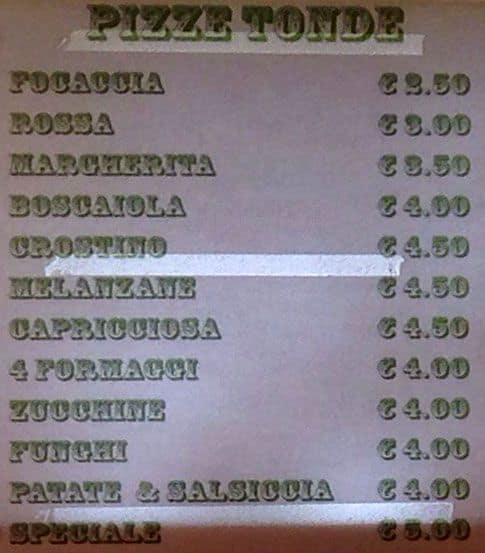 PIZZE TONDE
FOCACCIA € 2.50
ROSSA € 3.00
MARGHERITA € 3.50
BOSCAIOLA € 4.00
CROSTINO € 4.50
MELANZANE € 4.50
CAPRICCIOSA € 4.50
4 FORMAGGI € 4.00
ZUCCHINE € 4.00
FUNGHI € 4.00
PATATE & SALSICCIA € 4.00
SPECIALE € 5.00